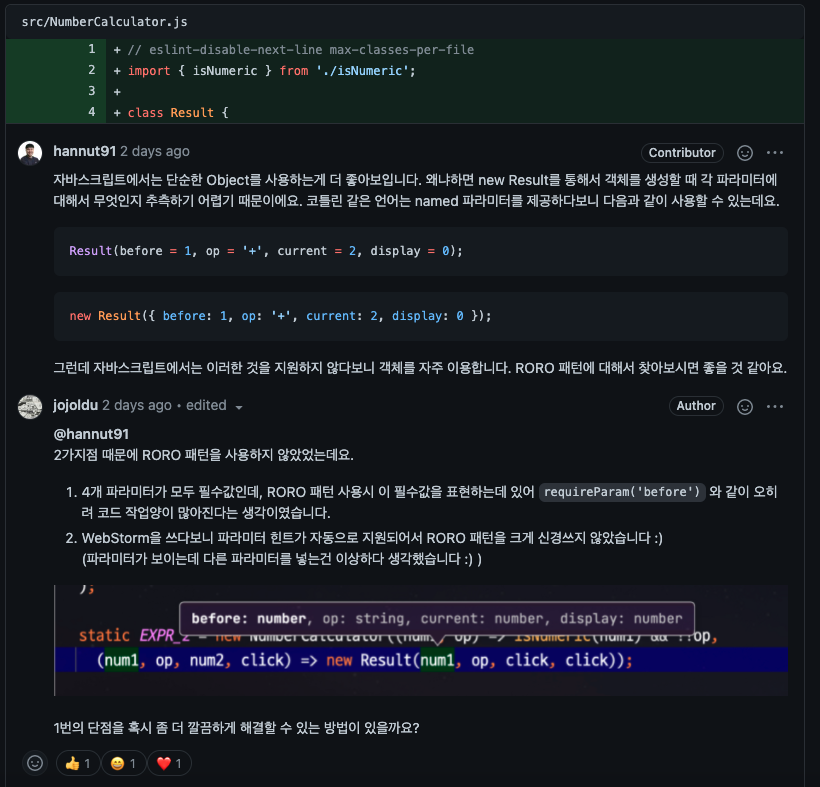 src/NumberCalculator.js
1 + // eslint-disable-next-line max-classes-per-file
2 + import { isNumeric } from './isNumeric';
3 +
4 + class Result {
hannut91 2 days ago Contributor
자바스크립트에서는 단순한 Object를 사용하는게 더 좋아보입니다. 왜냐하면 new Result를 통해서 객체를 생성할 때 각 파라미터에
대해서 무엇인지 추측하기 어렵기 때문이에요. 코틀린 같은 언어는 named 파라미터를 제공하다보니 다음과 같이 사용할 수 있는데요.
Result(before = 1, op = '+', current = 2, display = 0);
new Result({ before: 1, op: '+', current: 2, display: 0 });
그런데 자바스크립트에서는 이러한 것을 지원하지 않다보니 객체를 자주 이용합니다. RORO 패턴에 대해서 찾아보시면 좋을 것 같아요.
jojoldu 2 days ago • edited Author
@hannut91
2가지점 때문에 RORO 패턴을 사용하지 않았었는데요.
1. 4개 파라미터가 모두 필수값인데, RORO 패턴 사용시 이 필수값을 표현하는데 있어 requireParam('before') 와 같이 오히
려 코드 작업양이 많아진다는 생각이였습니다.
2. WebStorm을 쓰다보니 파라미터 힌트가 자동으로 지원되어서 RORO 패턴을 크게 신경쓰지 않았습니다 :)
(파라미터가 보이는데 다른 파라미터를 넣는건 이상하다 생각했습니다 :) )
);
before: number, op: string, current: number, display: number
static EXPR_2 = new NumberCalculator((num1, op) => isNumeric(num1) && !!op,
(num1, op, num2, click) => new Result(num1, op, click, click));
1번의 단점을 혹시 좀 더 깔끔하게 해결할 수 있는 방법이 있을까요?
👍 1 😄 1 ❤️ 1